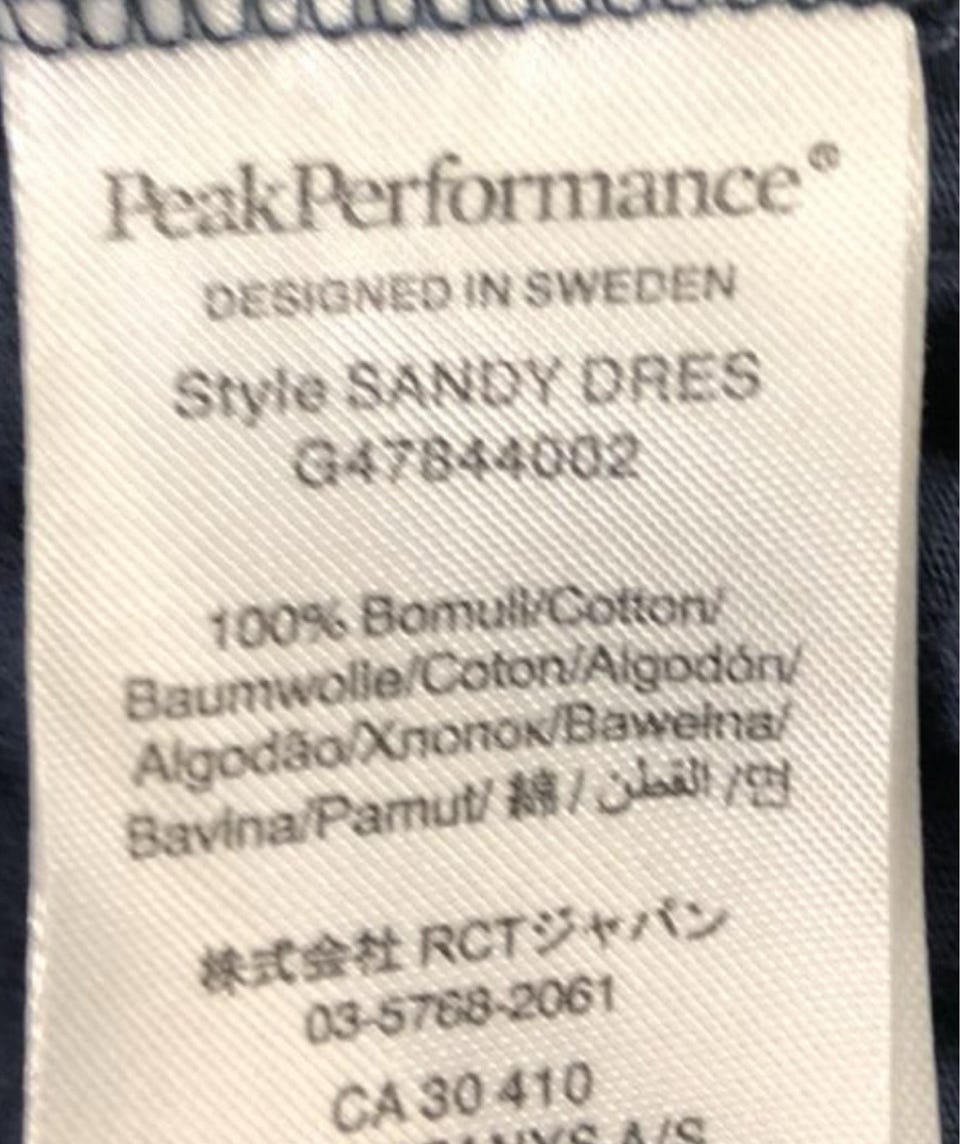 PeakPerformance®
DESIGNED IN SWEDEN
Style SANDY DRES
G47844002
100% Bomull/Cotton/
Baumwolle/Coton/Algodón/
Algodão/Хлопок/Bawełna/
Bavlna/Pamut/ 綿 / القطن /면
株式会社 RCTジャパン
03-5768-2061
CA 30 410
A/S